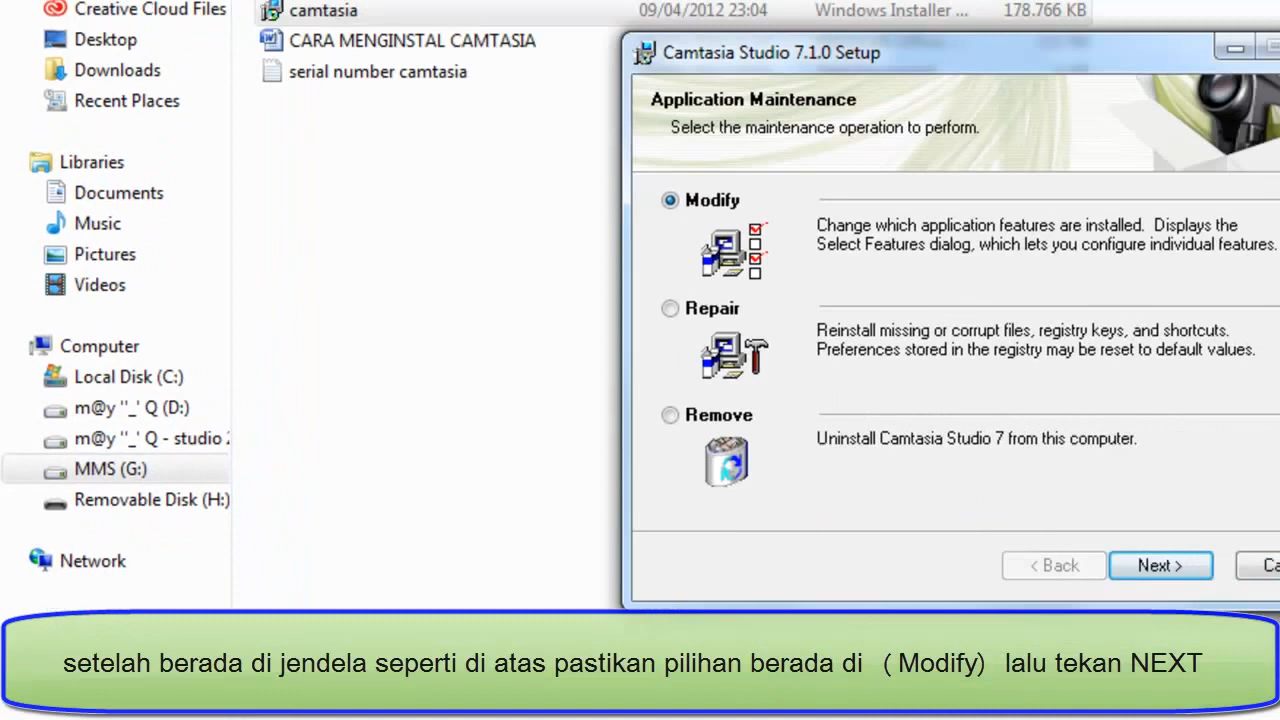 Creative Cloud Files
Desktop
Downloads
Recent Places
Libraries
Documents
Music
Pictures
Videos
Computer
Local Disk (C:)
m@y "_' Q (D:)
m@y "_' Q - studio
MMS (G:)
Removable Disk (H:)
Network
camtasia 09/04/2012 23:04 Windows Installer ... 178.766 KB
CARA MENGINSTAL CAMTASIA
serial number camtasia
Camtasia Studio 7.1.0 Setup
Application Maintenance
Select the maintenance operation to perform.
Modify
Change which application features are installed. Displays the
Select Features dialog, which lets you configure individual features.
Repair
Reinstall missing or corrupt files, registry keys, and shortcuts.
Preferences stored in the registry may be reset to default values.
Remove
Uninstall Camtasia Studio 7 from this computer.
< Back
Next >
Ca
setelah berada di jendela seperti di atas pastikan pilihan berada di ( Modify) lalu tekan NEXT